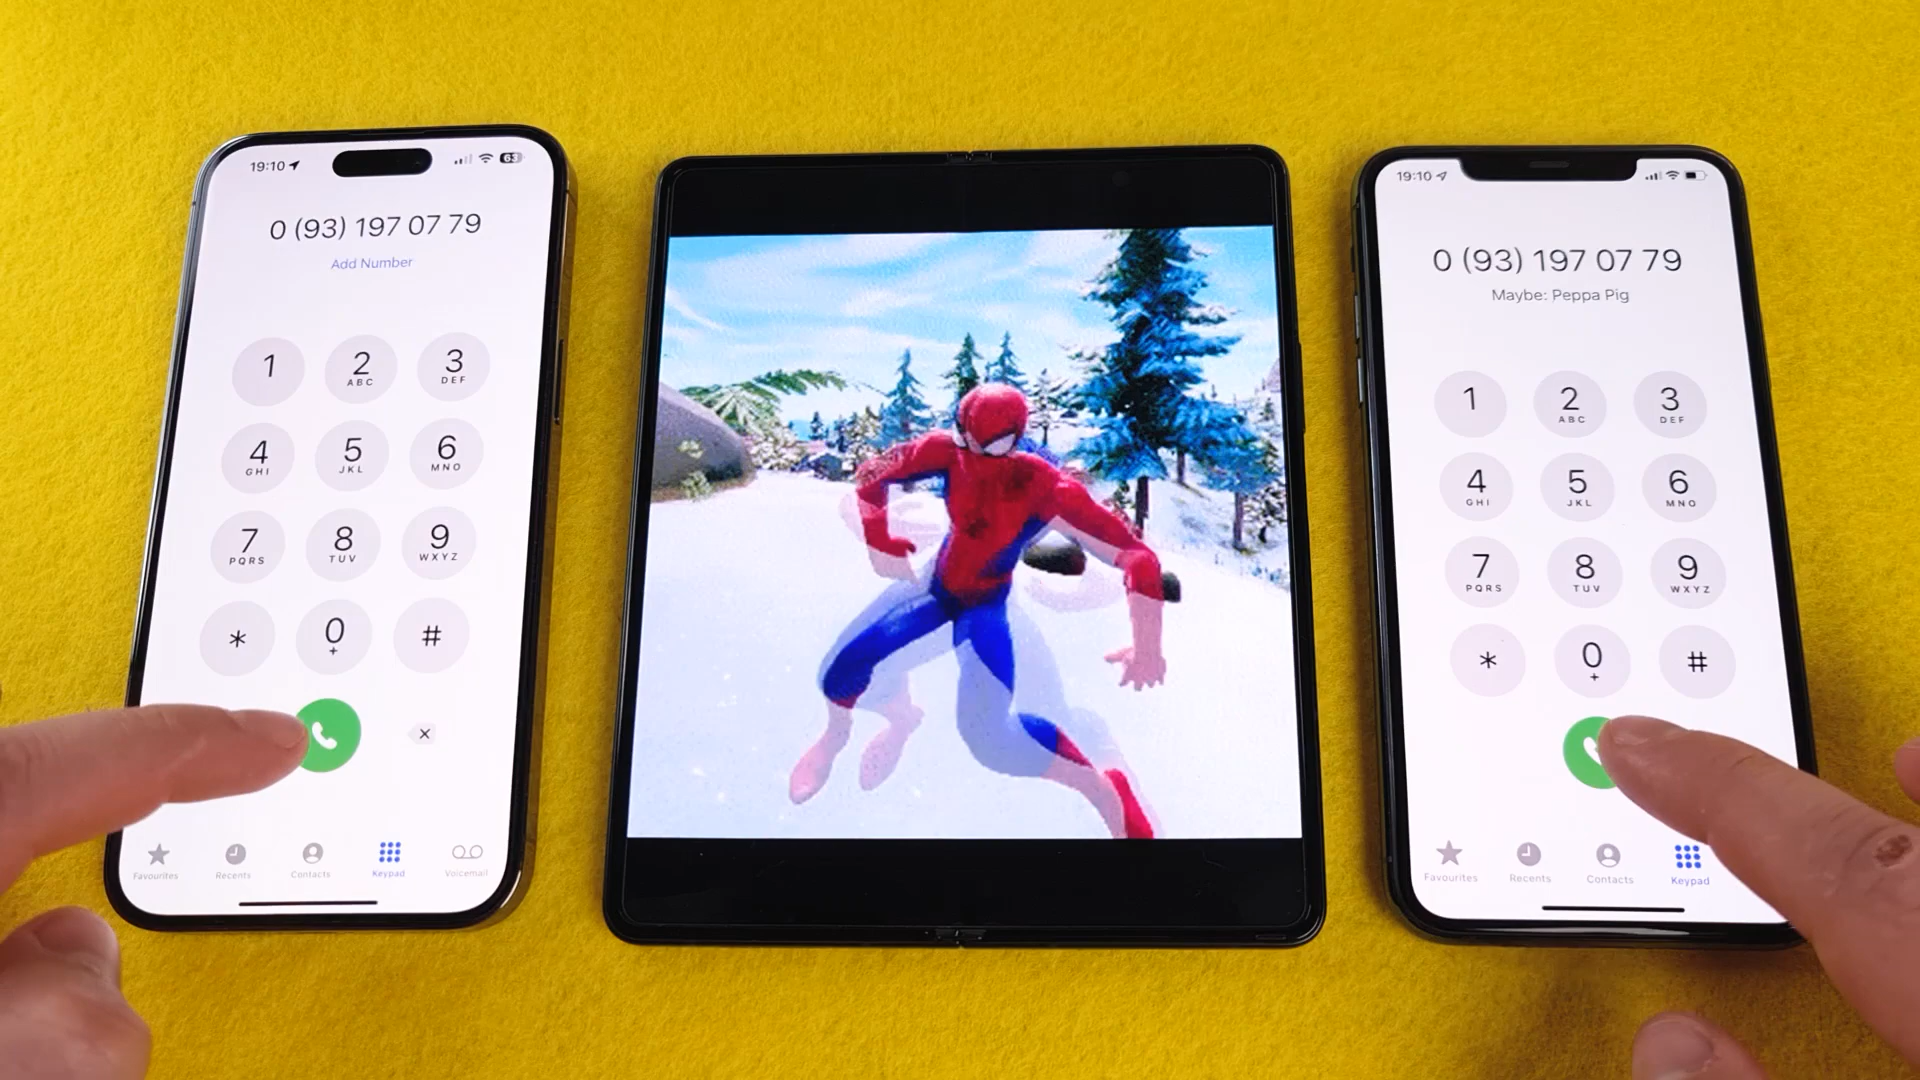 19:10
63
0 (93) 197 07 79
Add Number
1
2
ABC
3
DEF
4
GHI
5
JKL
6
MNO
7
PQRS
8
TUV
9
WXYZ
*
0
+
#
Favourites
Recents
Contacts
Keypad
Voicemail
19:10
0 (93) 197 07 79
Maybe: Peppa Pig
1
2
ABC
3
DEF
4
GHI
5
JKL
6
MNO
7
PQRS
8
TUV
9
WXYZ
*
0
+
#
Favourites
Recents
Contacts
Keypad